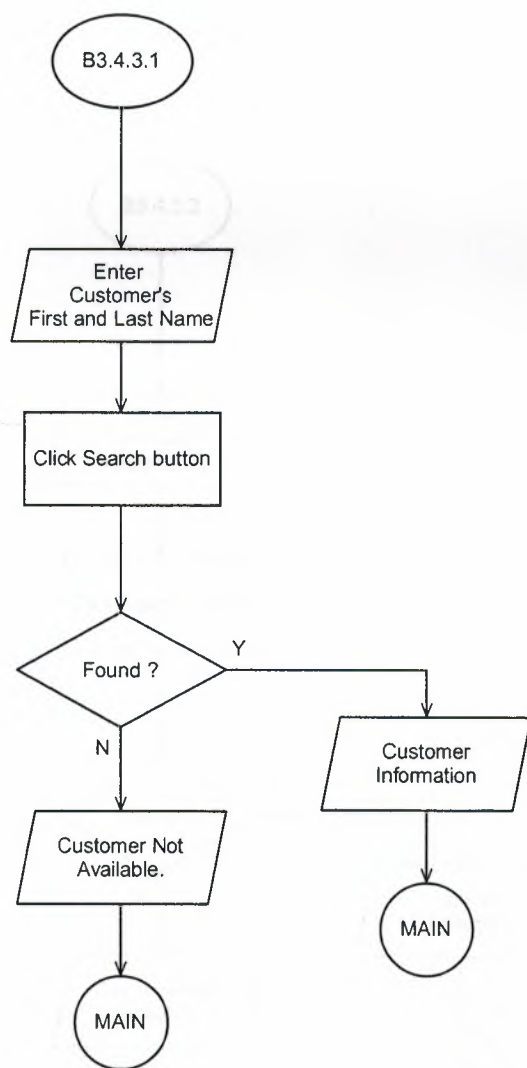 B3.4.3.1
Enter
Customer's
First and Last Name
Click Search button
Found ?
Y
N
Customer
Information
Customer Not
Available.
MAIN
MAIN